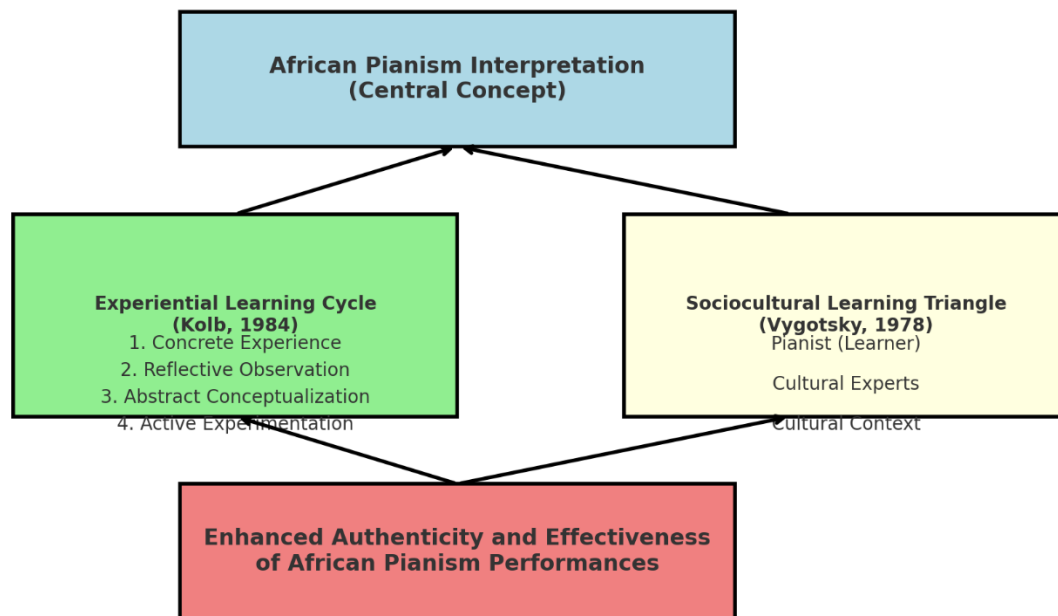 African Pianism Interpretation
(Central Concept)
Experiential Learning Cycle
(Kolb, 1984)
1. Concrete Experience
2. Reflective Observation
3. Abstract Conceptualization
4. Active Experimentation
Sociocultural Learning Triangle
(Vygotsky, 1978)
Pianist (Learner)
Cultural Experts
Cultural Context
Enhanced Authenticity and Effectiveness
of African Pianism Performances